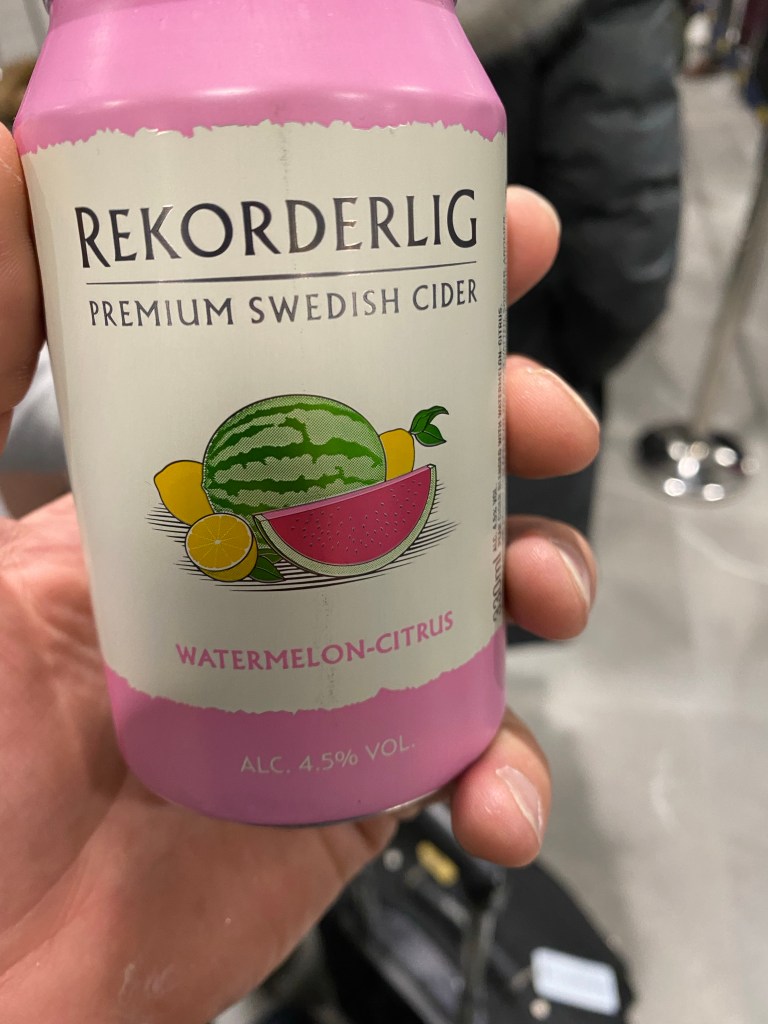 REKORDERLIG
PREMIUM SWEDISH CIDER
WATERMELON-CITRUS
ALC. 4.5% VOL.